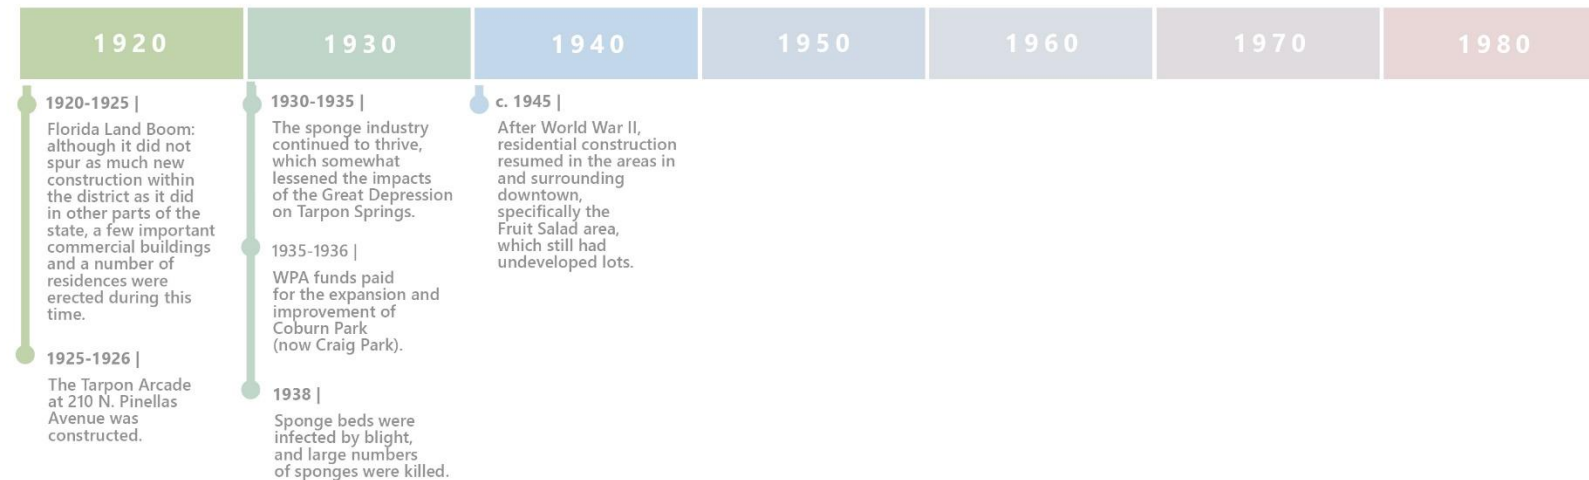 1920
1930
1940
1950
1960
1970
1980
1920-1925 |
Florida Land Boom:
although it did not
spur as much new
construction within
the district as it did
in other parts of the
state, a few important
commercial buildings
and a number of
residences were
erected during this
time.
1925-1926 |
The Tarpon Arcade
at 210 N. Pinellas
Avenue was
constructed.
1930-1935 |
The sponge industry
continued to thrive,
which somewhat
lessened the impacts
of the Great Depression
on Tarpon Springs.
1935-1936 |
WPA funds paid
for the expansion and
improvement of
Coburn Park
(now Craig Park).
1938 |
Sponge beds were
infected by blight,
and large numbers
of sponges were killed.
c. 1945 |
After World War II,
residential construction
resumed in the areas in
and surrounding
downtown,
specifically the
Fruit Salad area,
which still had
undeveloped lots.